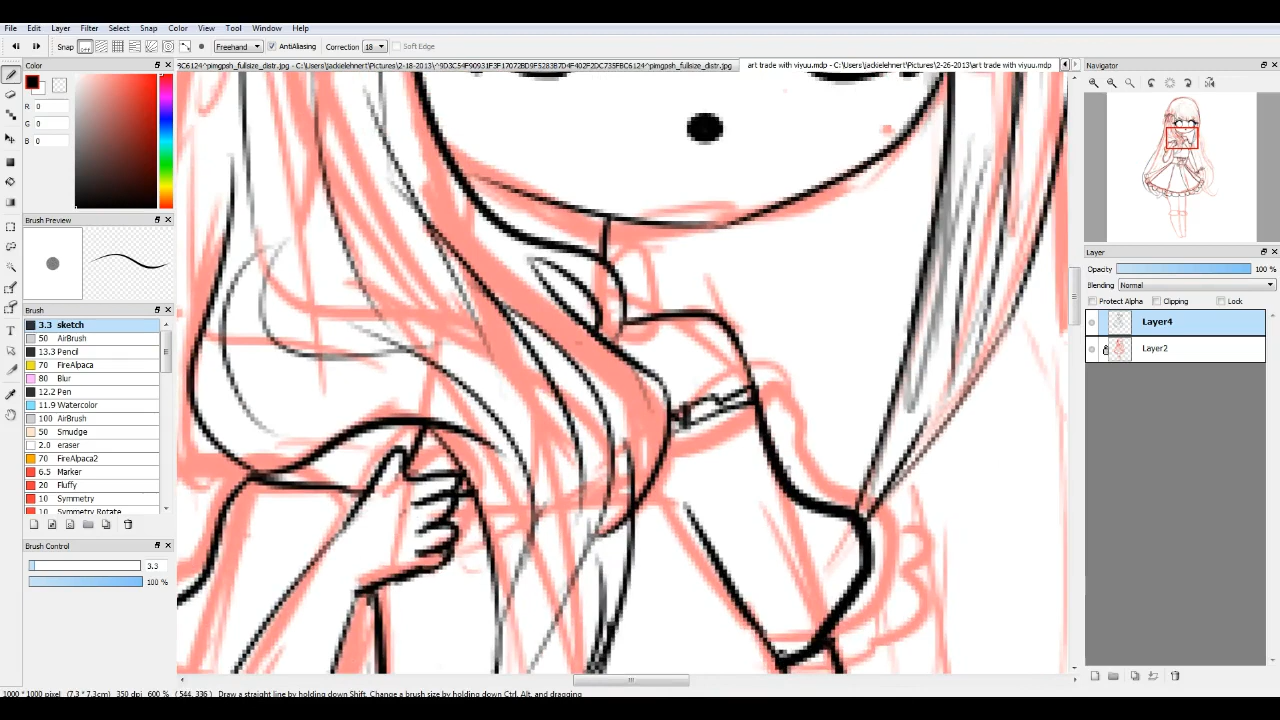 File Edit Layer Filter Select Snap Color View Tool Window Help
Snap Freehand AntiAliasing Correction 18 Soft Edge
Color
R 0
G 0
B 0
Brush Preview
Brush
3.3 sketch
50 AirBrush
13.3 Pencil
70 FireAlpaca
80 Blur
12.2 Pen
11.9 Watercolor
100 AirBrush
50 Smudge
2.0 eraser
70 FireAlpaca2
6.5 Marker
20 Fluffy
10 Symmetry
10 Symmetry Rotate
Brush Control
3.3
100 %
art trade with viyuu.mdp - C:\Users\jackielehnert\Pictures\2-26-2013\art trade with viyuu.mdp
Navigator
Layer
Opacity 100 %
Blending Normal
Protect Alpha Clipping Lock
Layer4
Layer2
1000 * 1000 pixel (7.3 * 7.3cm) 350 dpi 600 % ( 544, 336 ) Draw a straight line by holding down Shift, Change a brush size by holding down Ctrl, Alt, and dragging